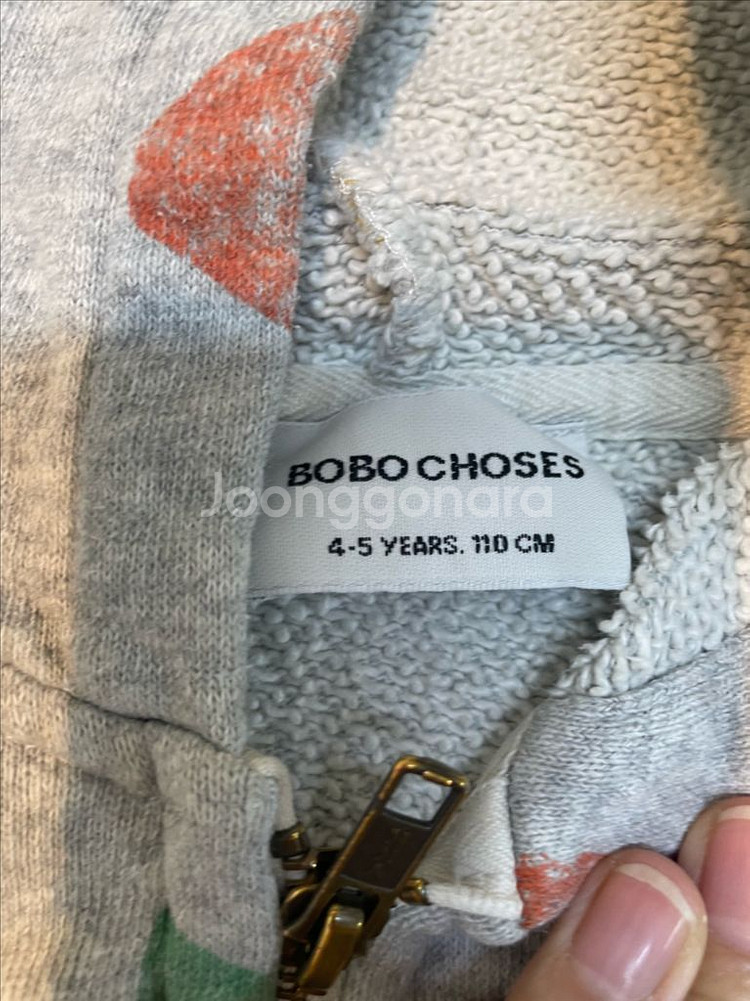 BOBO CHOSES
Joonggonara
4-5 YEARS. 110 CM